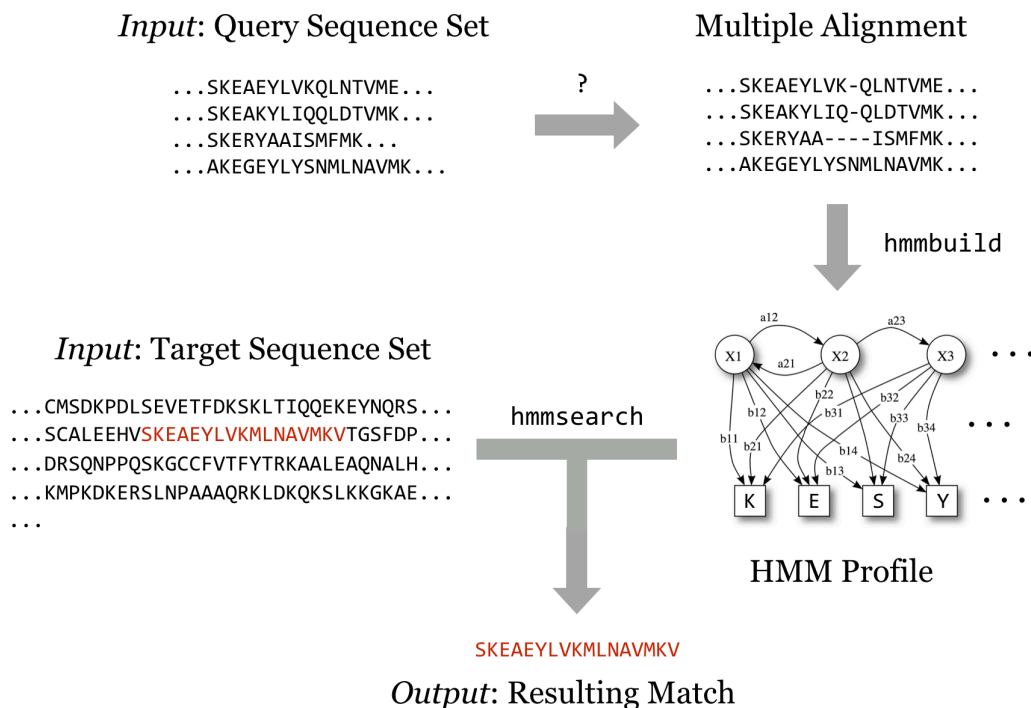 Input: Query Sequence Set
Multiple Alignment
...SKEAEYLVKQLNTVME...
...SKEAKYLIQQLDTVMK...
...SKERYAAISMFMK...
...AKEGEYLYSNMLNAVMK...
?
...SKEAEYLVK-QLNTVME...
...SKEAKYLIQ-QLDTVMK...
...SKERYAA----ISMFMK...
...AKEGEYLYSNMLNAVMK...
hmmbuild
Input: Target Sequence Set
...CMSDKPDLSEVETFDKSKLTIQQEKEYNQRS...
...SCALEEHVSKEAEYLVKMLNAVMKVTGSFDP...
...DRSQNPPQSKGCCFVTFYTRKAALEAQNALH...
...KMPKDKERSLNPAAAQRKLDKQKSLKKGKAE...
...
hmmsearch
a12
a23
X1
X2
X3
...
a21
b22
b12
b31
b32
b11
b21
b33
b34
...
b14
b13
b24
K
E
S
Y
...
HMM Profile
SKEAEYLVKMLNAVMKV
Output: Resulting Match